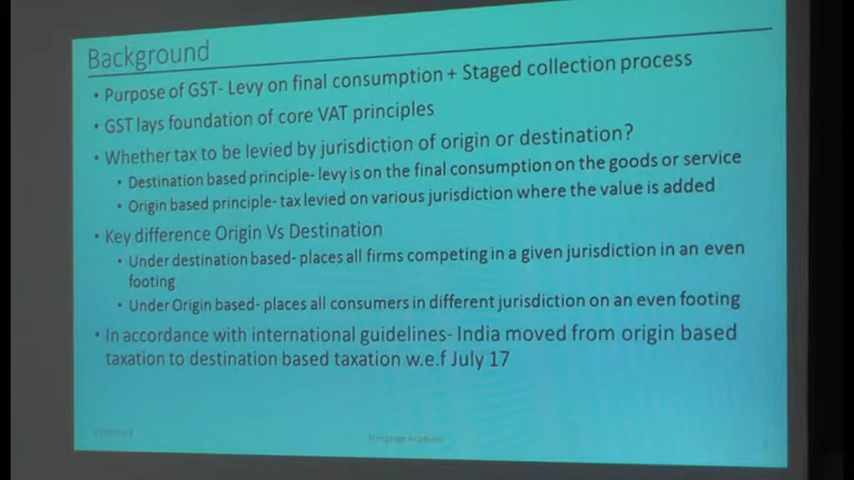 Background
• Purpose of GST- Levy on final consumption + Staged collection process
• GST lays foundation of core VAT principles
• Whether tax to be levied by jurisdiction of origin or destination?
• Destination based principle- levy is on the final consumption on the goods or service
• Origin based principle- tax levied on various jurisdiction where the value is added
• Key difference Origin Vs Destination
• Under destination based- places all firms competing in a given jurisdiction in an even
footing
• Under Origin based- places all consumers in different jurisdiction on an even footing
• In accordance with international guidelines- India moved from origin based
taxation to destination based taxation w.e.f July 17